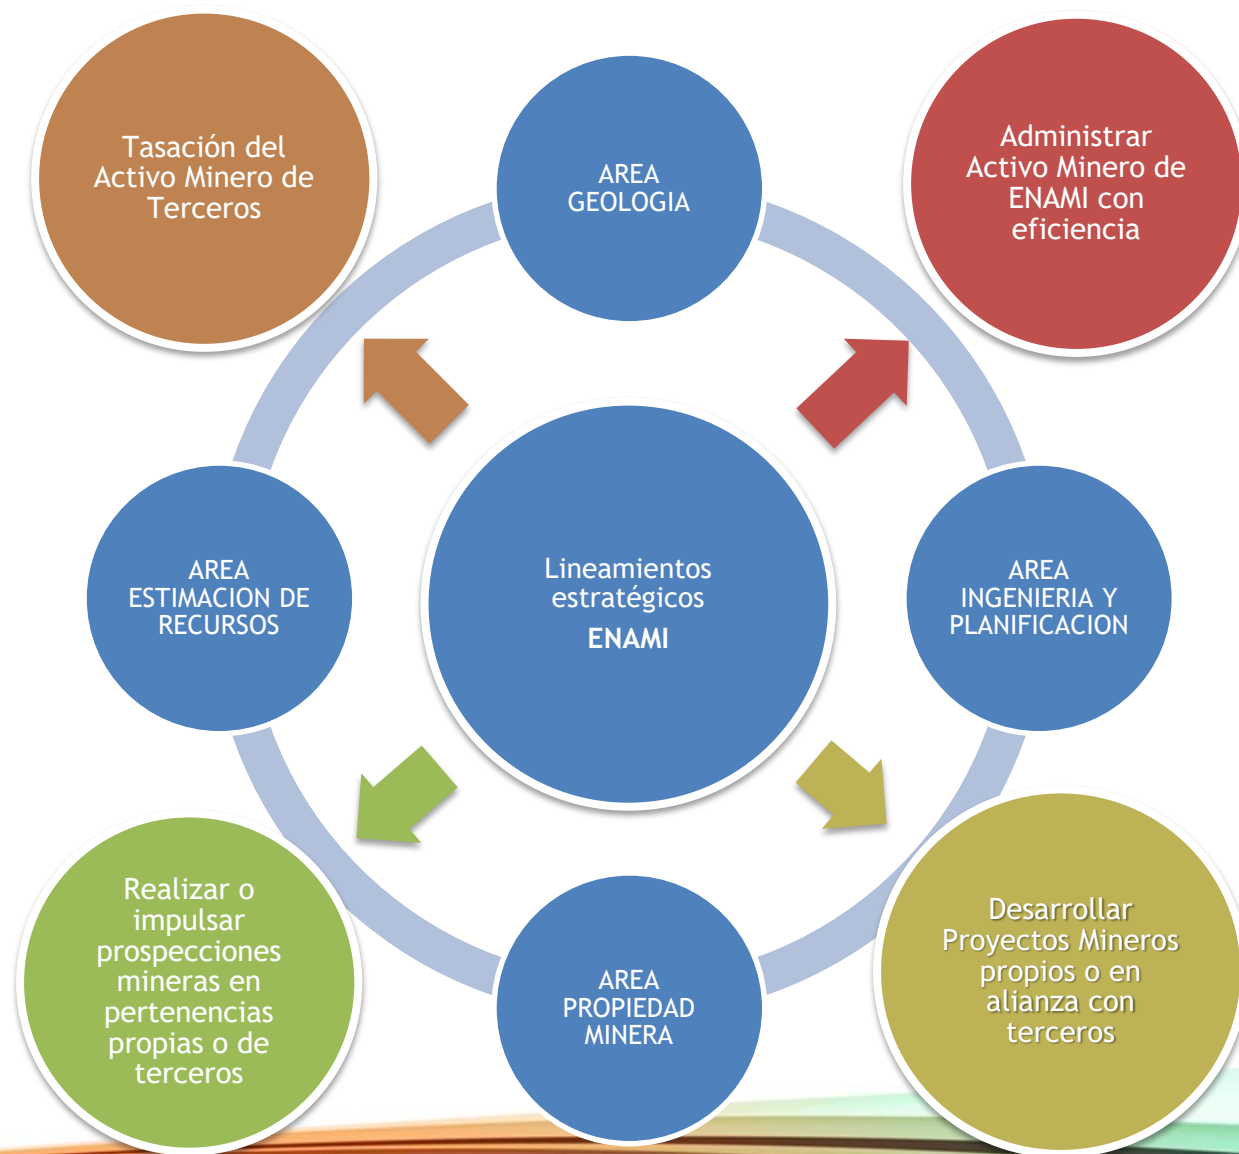 Tasación del
Activo Minero de
Terceros
AREA
GEOLOGIA
Administrar
Activo Minero de
ENAMI con
eficiencia
AREA
ESTIMACION DE
RECURSOS
Lineamientos
estratégicos
ENAMI
AREA
INGENIERIA Y
PLANIFICACION
Realizar o
impulsar
prospecciones
mineras en
pertenencias
propias o de
terceros
AREA
PROPIEDAD
MINERA
Desarrollar
Proyectos Mineros
propios o en
alianza con
terceros